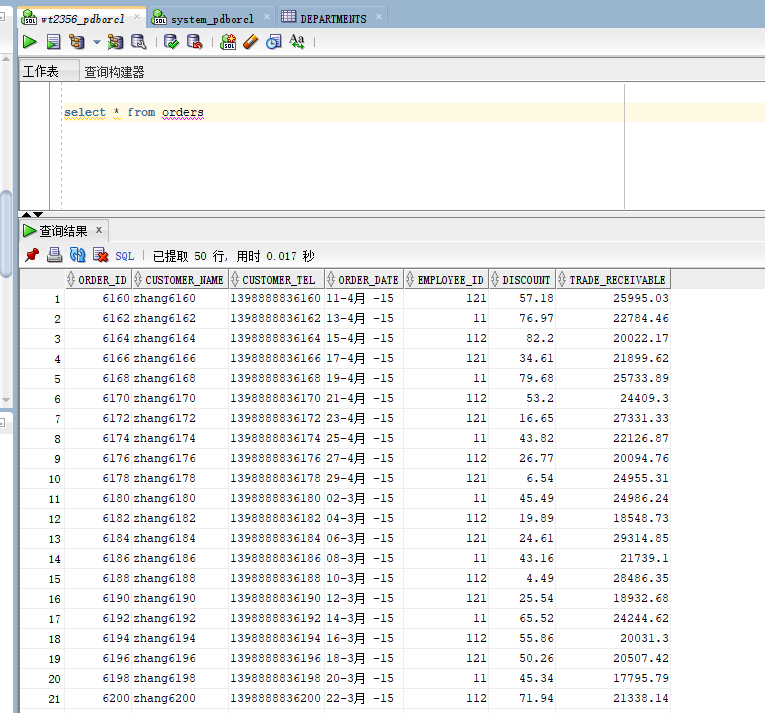 wt2356_pdborcl system_pdborcl DEPARTMENTS
工作表 查询构建器
select * from orders
查询结果 x
SQL 已提取 50 行, 用时 0.017 秒
ORDER_ID CUSTOMER_NAME CUSTOMER_TEL ORDER_DATE EMPLOYEE_ID DISCOUNT TRADE_RECEIVABLE
1 6160 zhang6160 1398888836160 11-4月 -15 121 57.18 25995.03
2 6162 zhang6162 1398888836162 13-4月 -15 11 76.97 22784.46
3 6164 zhang6164 1398888836164 15-4月 -15 112 82.2 20022.17
4 6166 zhang6166 1398888836166 17-4月 -15 121 34.61 21899.62
5 6168 zhang6168 1398888836168 19-4月 -15 11 79.68 25733.89
6 6170 zhang6170 1398888836170 21-4月 -15 112 53.2 24409.3
7 6172 zhang6172 1398888836172 23-4月 -15 121 16.65 27331.33
8 6174 zhang6174 1398888836174 25-4月 -15 11 43.82 22126.87
9 6176 zhang6176 1398888836176 27-4月 -15 112 26.77 20094.76
10 6178 zhang6178 1398888836178 29-4月 -15 121 6.54 24955.31
11 6180 zhang6180 1398888836180 02-3月 -15 11 45.49 24986.24
12 6182 zhang6182 1398888836182 04-3月 -15 112 19.89 18548.73
13 6184 zhang6184 1398888836184 06-3月 -15 121 24.61 29314.85
14 6186 zhang6186 1398888836186 08-3月 -15 11 43.16 21739.1
15 6188 zhang6188 1398888836188 10-3月 -15 112 4.49 28486.35
16 6190 zhang6190 1398888836190 12-3月 -15 121 25.54 18932.68
17 6192 zhang6192 1398888836192 14-3月 -15 11 65.52 24244.62
18 6194 zhang6194 1398888836194 16-3月 -15 112 55.86 20031.3
19 6196 zhang6196 1398888836196 18-3月 -15 121 50.26 20507.42
20 6198 zhang6198 1398888836198 20-3月 -15 11 45.34 17795.79
21 6200 zhang6200 1398888836200 22-3月 -15 112 71.94 21338.14